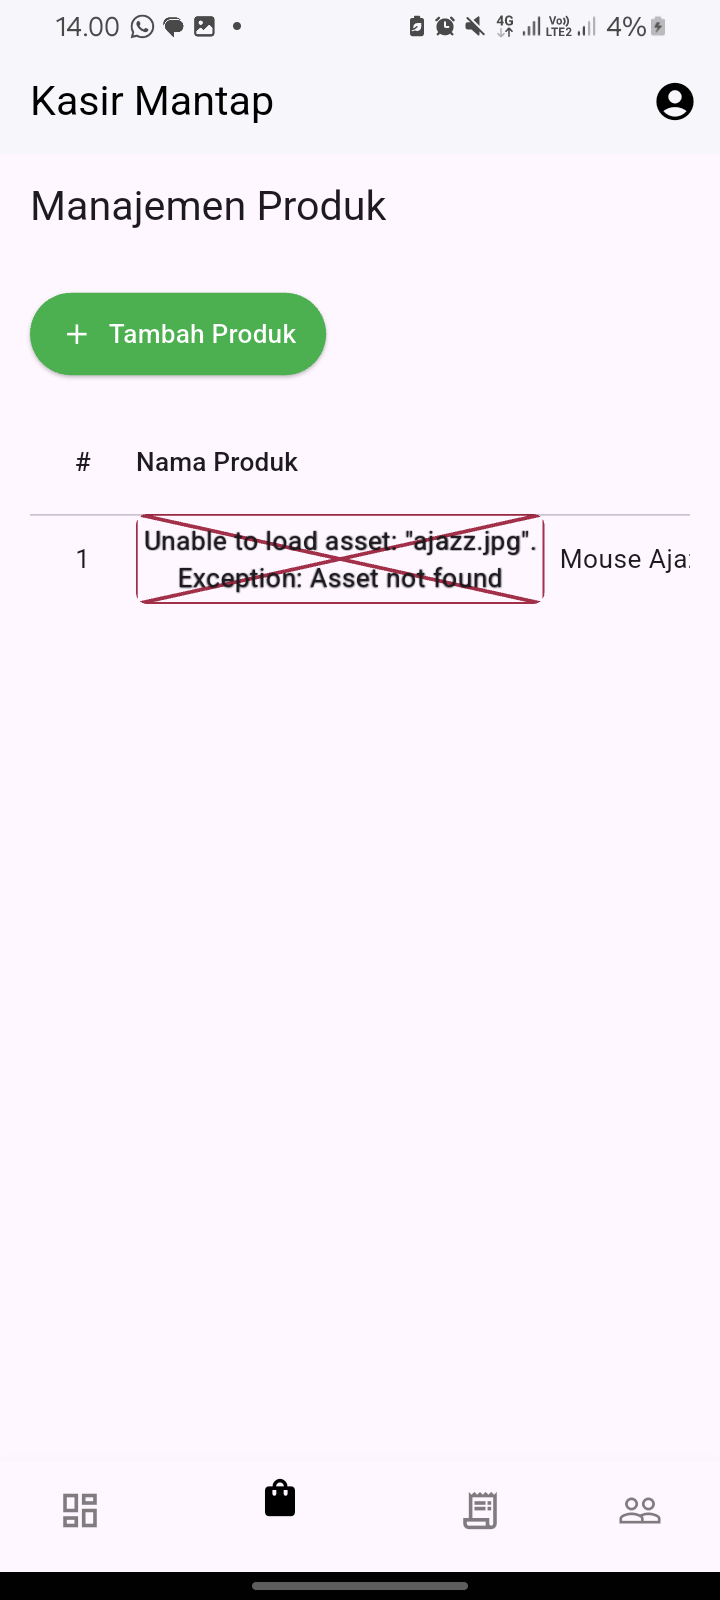 14.00 4G Vo) LTE2 4%
Kasir Mantap
Manajemen Produk
+ Tambah Produk
# Nama Produk
Unable to load asset: "ajazz.jpg".
1 Mouse Aja
Exception: Asset not found